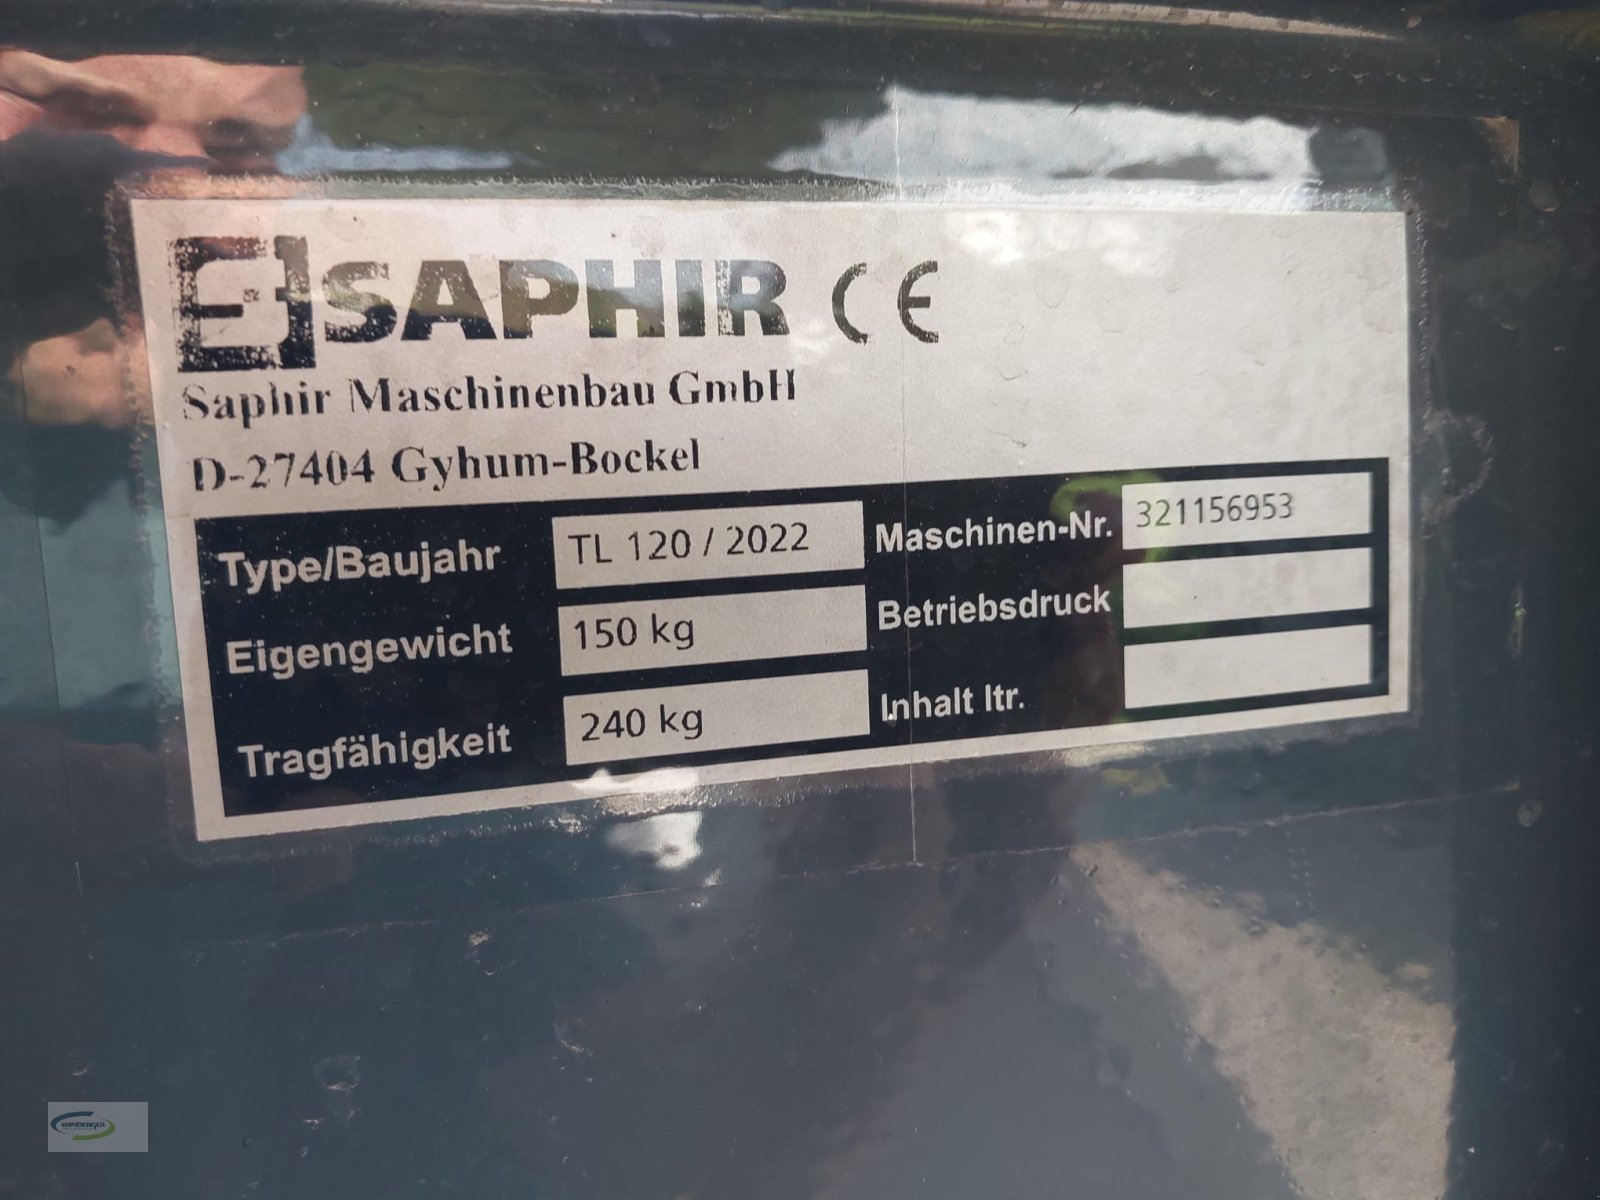 SAPHIR CE
Saphir Maschinenbau GmbH
D-27404 Gyhum-Bockel
Type/Baujahr TL 120 / 2022 Maschinen-Nr. 321156953
Eigengewicht 150 kg Betriebsdruck
Tragfähigkeit 240 kg Inhalt ltr.
WIMBERGER